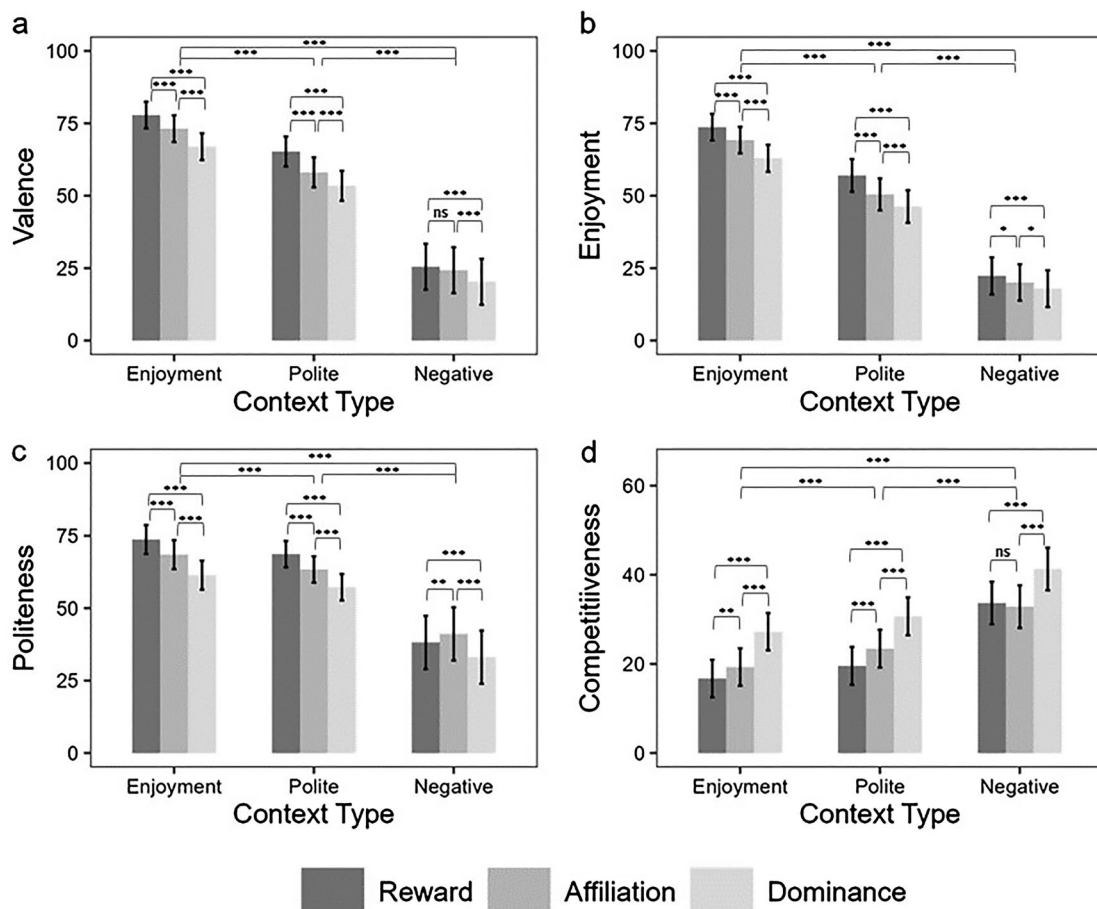 a
Valence
100
75
50
25
0
*** 
*** ***
***
*** ***
***
*** ***
***
ns ***
Enjoyment Polite Negative
Context Type
b
Enjoyment
100
75
50
25
0
***
*** ***
***
*** ***
***
*** ***
***
* *
Enjoyment Polite Negative
Context Type
c
Politeness
100
75
50
25
0
***
*** ***
***
*** ***
***
*** ***
***
** ***
Enjoyment Polite Negative
Context Type
d
Competitiiveness
60
40
20
0
***
*** ***
***
** ***
***
*** ***
***
ns ***
Enjoyment Polite Negative
Context Type
Reward Affiliation Dominance